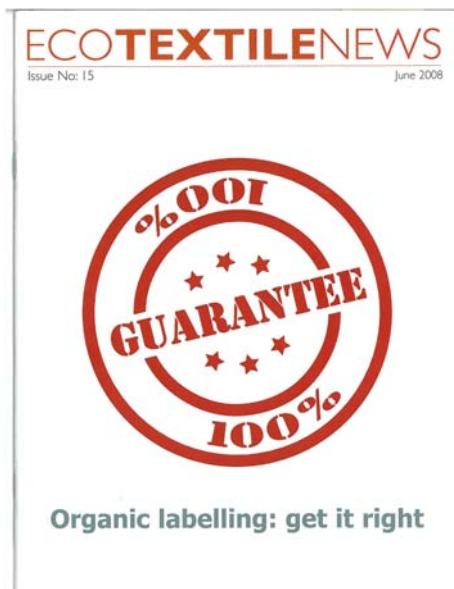 ECOTEXTILENEWS
Issue No: 15 June 2008
100%
GUARANTEE
100%
Organic labelling: get it right